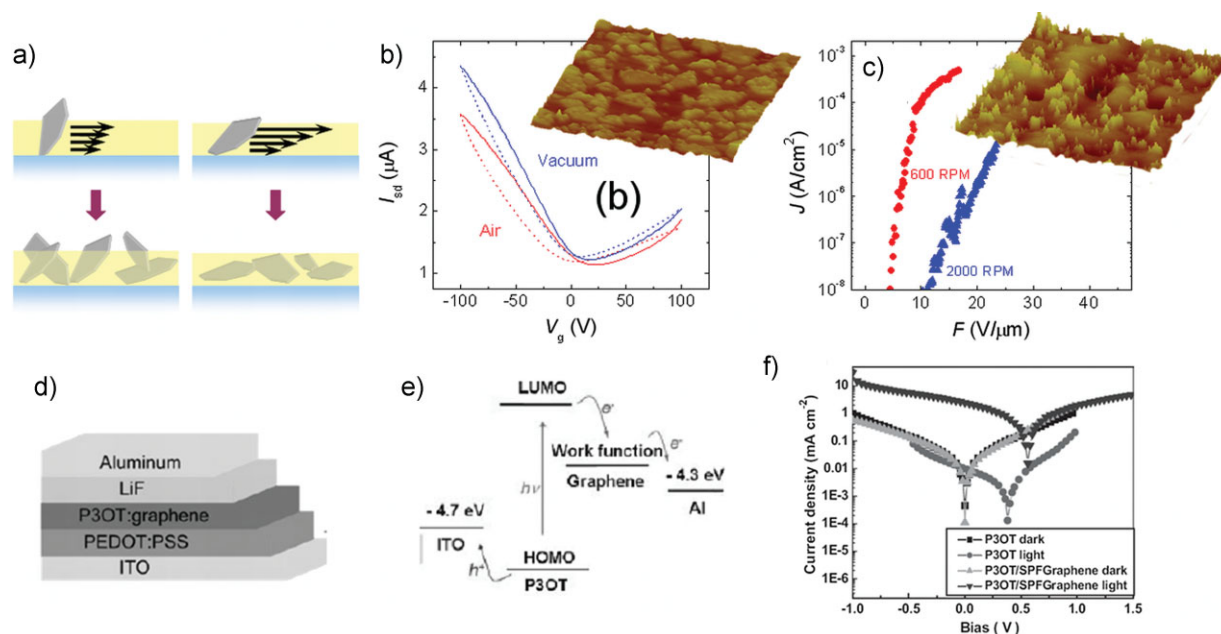 a)
b)
I_sd (μA)
4
3
2
1
Vacuum
(b)
Air
-100
-50
0
50
100
V_g (V)
c)
J (A/cm²)
10⁻³
10⁻⁴
10⁻⁵
10⁻⁶
10⁻⁷
10⁻⁸
600 RPM
2000 RPM
0
10
20
30
40
F (V/μm)
d)
Aluminum
LiF
P3OT:graphene
PEDOT:PSS
ITO
e)
LUMO
e⁻
Work function
e⁻
Graphene
- 4.3 eV
Al
hν
- 4.7 eV
ITO
HOMO
h⁺
P3OT
f)
Current density (mA cm⁻²)
10
1
0.1
0.01
1E-3
1E-4
1E-5
1E-6
P3OT dark
P3OT light
P3OT/SPFGraphene dark
P3OT/SPFGraphene light
-1.0
-0.5
0.0
0.5
1.0
1.5
Bias ( V )